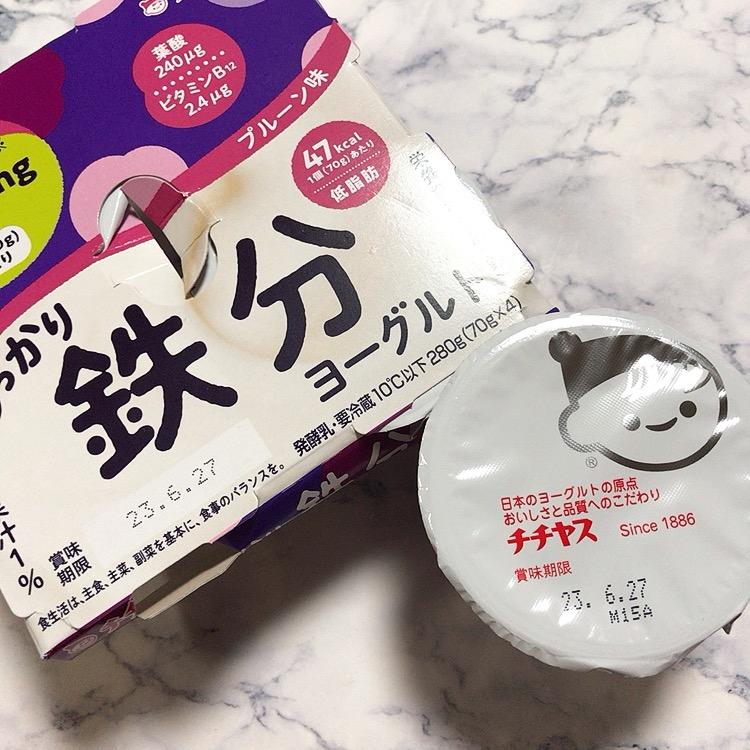 葉酸
240μg
ビタミンB12
2.4μg
プルーン味
47kcal
1個(70g)あたり
低脂肪
鉄分
ヨーグルト
発酵乳・要冷蔵10℃以下 280g(70g×4)
23.6.27
賞味
期限
食生活は、主食、主菜、副菜を基本に、食事のバランスを。
®
日本のヨーグルトの原点
おいしさと品質へのこだわり
チチヤス Since 1886
賞味期限
23. 6.27
M15A